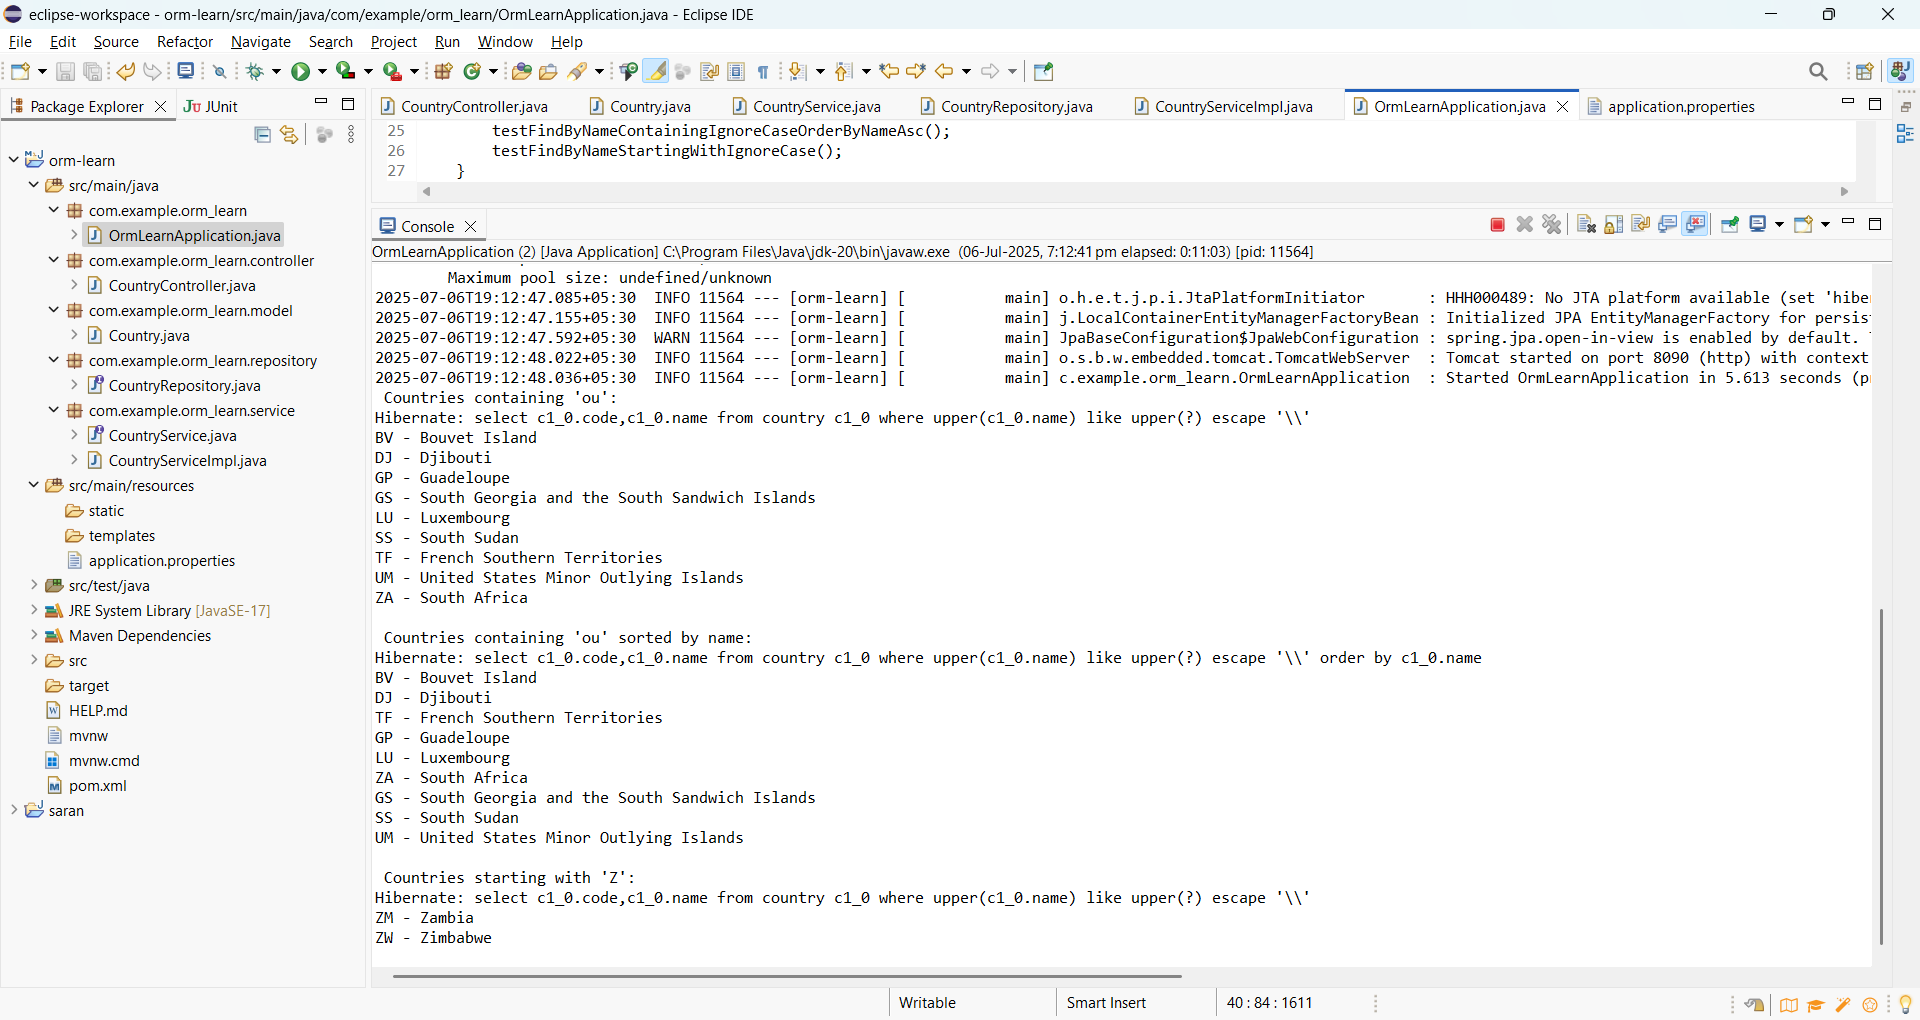 eclipse-workspace - orm-learn/src/main/java/com/example/orm_learn/OrmLearnApplication.java - Eclipse IDE
File Edit Source Refactor Navigate Search Project Run Window Help
Package Explorer
JUnit
orm-learn
src/main/java
com.example.orm_learn
OrmLearnApplication.java
com.example.orm_learn.controller
CountryController.java
com.example.orm_learn.model
Country.java
com.example.orm_learn.repository
CountryRepository.java
com.example.orm_learn.service
CountryService.java
CountryServiceImpl.java
src/main/resources
static
templates
application.properties
src/test/java
JRE System Library [JavaSE-17]
Maven Dependencies
src
target
HELP.md
mvnw
mvnw.cmd
pom.xml
saran
CountryController.java Country.java CountryService.java CountryRepository.java CountryServiceImpl.java OrmLearnApplication.java application.properties
25 testFindByNameContainingIgnoreCaseOrderByNameAsc();
26 testFindByNameStartingWithIgnoreCase();
27 }
Console
OrmLearnApplication (2) [Java Application] C:\Program Files\Java\jdk-20\bin\javaw.exe (06-Jul-2025, 7:12:41 pm elapsed: 0:11:03) [pid: 11564]
Maximum pool size: undefined/unknown
2025-07-06T19:12:47.085+05:30 INFO 11564 --- [orm-learn] [ main] o.h.e.t.j.p.i.JtaPlatformInitiator : HHH000489: No JTA platform available (set 'hibe
2025-07-06T19:12:47.155+05:30 INFO 11564 --- [orm-learn] [ main] j.LocalContainerEntityManagerFactoryBean : Initialized JPA EntityManagerFactory for persis
2025-07-06T19:12:47.592+05:30 WARN 11564 --- [orm-learn] [ main] JpaBaseConfiguration$JpaWebConfiguration : spring.jpa.open-in-view is enabled by default.
2025-07-06T19:12:48.022+05:30 INFO 11564 --- [orm-learn] [ main] o.s.b.w.embedded.tomcat.TomcatWebServer : Tomcat started on port 8090 (http) with context
2025-07-06T19:12:48.036+05:30 INFO 11564 --- [orm-learn] [ main] c.example.orm_learn.OrmLearnApplication : Started OrmLearnApplication in 5.613 seconds (p
Countries containing 'ou':
Hibernate: select c1_0.code,c1_0.name from country c1_0 where upper(c1_0.name) like upper(?) escape '\\'
BV - Bouvet Island
DJ - Djibouti
GP - Guadeloupe
GS - South Georgia and the South Sandwich Islands
LU - Luxembourg
SS - South Sudan
TF - French Southern Territories
UM - United States Minor Outlying Islands
ZA - South Africa
Countries containing 'ou' sorted by name:
Hibernate: select c1_0.code,c1_0.name from country c1_0 where upper(c1_0.name) like upper(?) escape '\\' order by c1_0.name
BV - Bouvet Island
DJ - Djibouti
TF - French Southern Territories
GP - Guadeloupe
LU - Luxembourg
ZA - South Africa
GS - South Georgia and the South Sandwich Islands
SS - South Sudan
UM - United States Minor Outlying Islands
Countries starting with 'Z':
Hibernate: select c1_0.code,c1_0.name from country c1_0 where upper(c1_0.name) like upper(?) escape '\\'
ZM - Zambia
ZW - Zimbabwe
Writable Smart Insert 40 : 84 : 1611